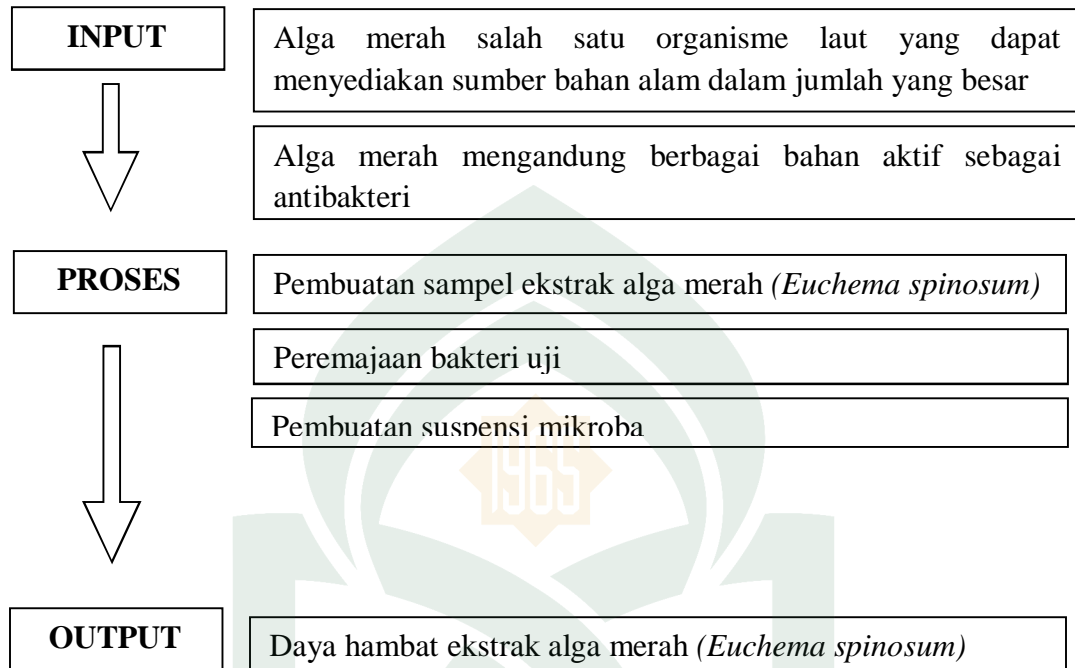 INPUT
Alga merah salah satu organisme laut yang dapat
menyediakan sumber bahan alam dalam jumlah yang besar
Alga merah mengandung berbagai bahan aktif sebagai
antibakteri
PROSES
Pembuatan sampel ekstrak alga merah (Euchema spinosum)
Peremajaan bakteri uji
Pembuatan suspensi mikroba
1965
OUTPUT
Daya hambat ekstrak alga merah (Euchema spinosum)